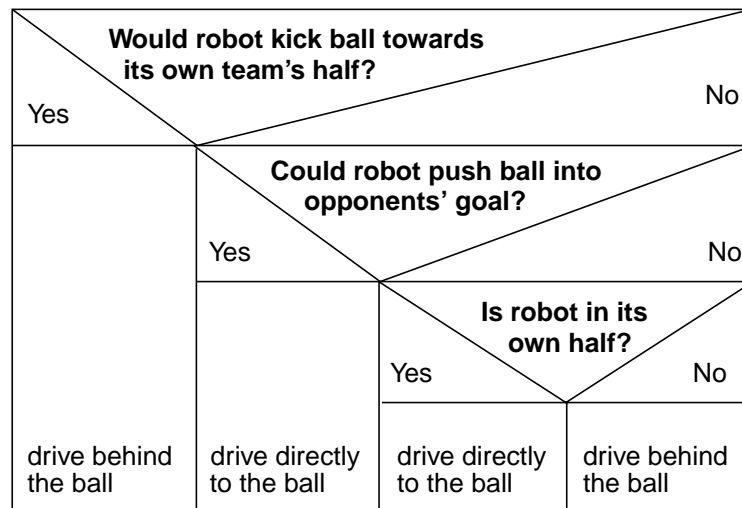 Would robot kick ball towards
its own team’s half?
Yes
No
Could robot push ball into
opponents’ goal?
Yes
No
Is robot in its
own half?
Yes
No
drive behind
the ball
drive directly
to the ball
drive directly
to the ball
drive behind
the ball